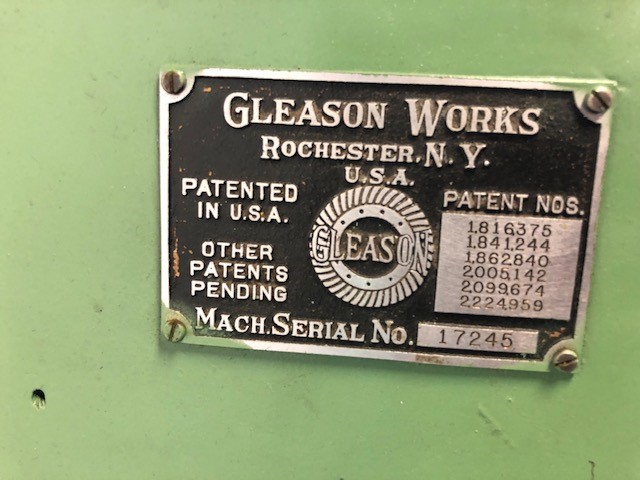 GLEASON WORKS
ROCHESTER, N. Y.
U.S.A.
PATENTED
IN U.S.A.
OTHER
PATENTS
PENDING
GLEASON
PATENT NOS.
1,816,375
1,841,244
1,862,840
2,005,142
2,099,674
2,224,959
MACH. SERIAL NO. 17245